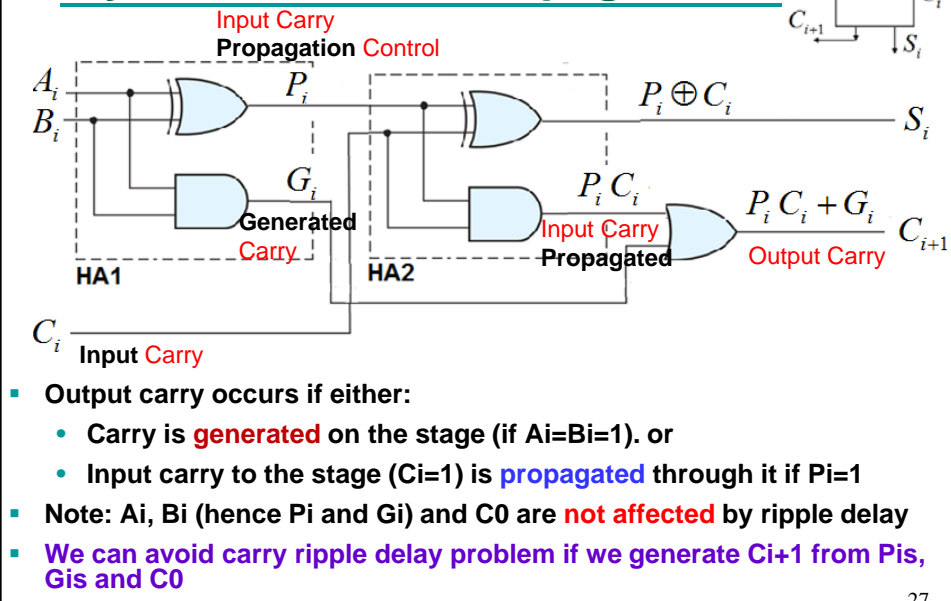 C_{i+1}
C_i
S_i
Input Carry
Propagation Control
A_i
B_i
P_i
P_i ⊕ C_i
S_i
G_i
Generated
Carry
P_i C_i
Input Carry
Propagated
P_i C_i + G_i
C_{i+1}
Output Carry
HA1
HA2
C_i
Input Carry
▪ Output carry occurs if either:
• Carry is generated on the stage (if Ai=Bi=1). or
• Input carry to the stage (Ci=1) is propagated through it if Pi=1
▪ Note: Ai, Bi (hence Pi and Gi) and C0 are not affected by ripple delay
▪ We can avoid carry ripple delay problem if we generate Ci+1 from Pis,
Gis and C0
27